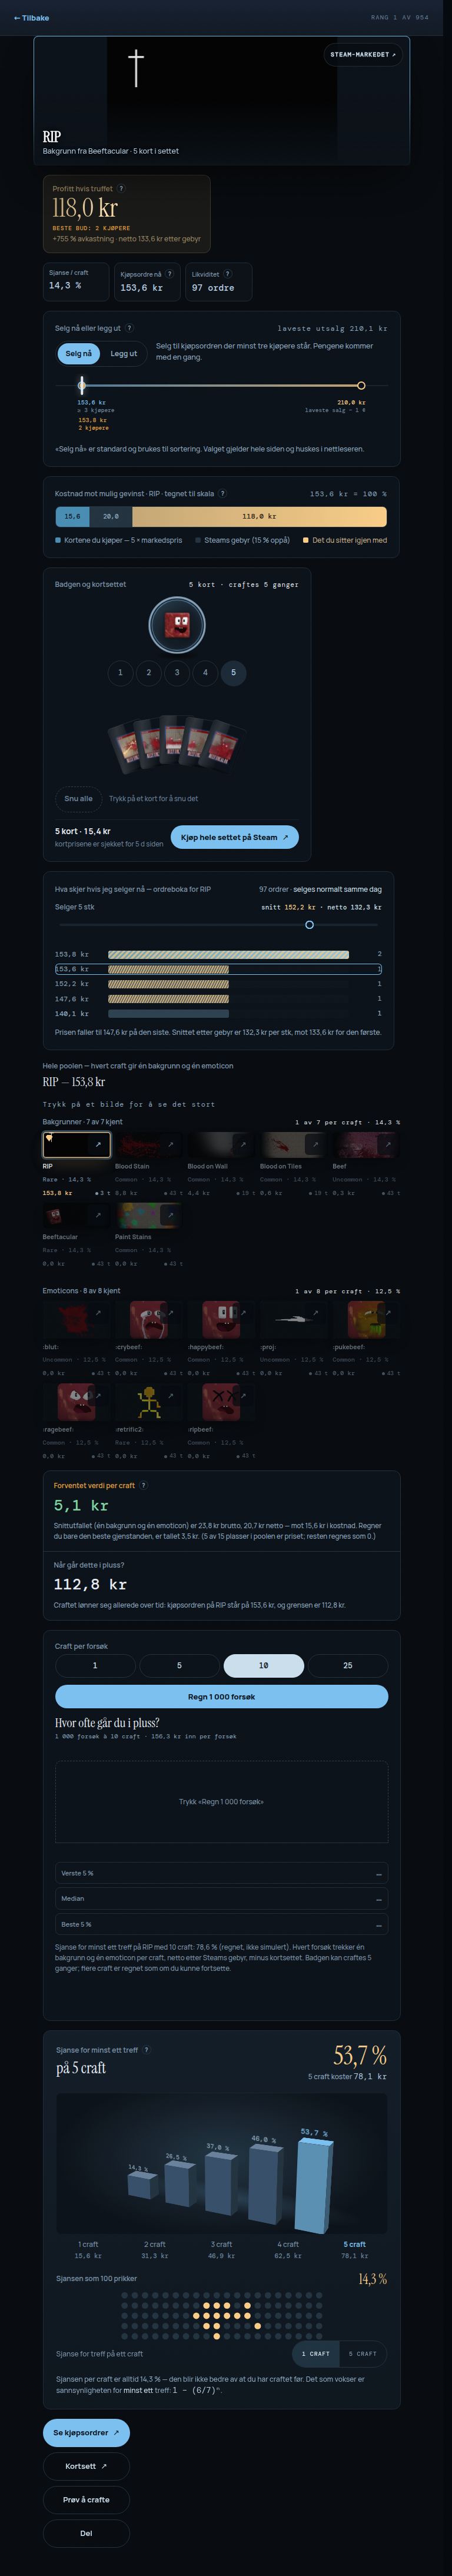 ← Tilbake
RANG 1 AV 954
STEAM-MARKEDET ↗
RIP
Bakgrunn fra Beeftacular · 5 kort i settet
Profitt hvis truffet ?
118,0 kr
BESTE BUD: 2 KJØPERE
+755 % avkastning · netto 133,6 kr etter gebyr
Sjanse / craft
14,3 %
Kjøpsordre nå ?
153,6 kr
Likviditet ?
97 ordre
Selg nå eller legg ut ?
laveste utsalg 210,1 kr
Selg nå
Legg ut
Selg til kjøpsordren der minst tre kjøpere står. Pengene kommer
med en gang.
153,6 kr
≥ 3 kjøpere
153,8 kr
2 kjøpere
210,0 kr
«Selg nå» er standard og brukes til sortering. Valget gjelder hele siden og huskes i nettleseren.
Kostnad mot mulig gevinst · RIP · tegnet til skala ?
153,6 kr = 100 %
15,6
20,0
118,0 kr
Kortene du kjøper — 5 × markedspris
Steams gebyr (15 % oppå)
Det du sitter igjen med
Badgen og kortsettet
5 kort · craftes 5 ganger
1
2
3
4
5
Snu alle
Trykk på et kort for å snu det
5 kort · 15,4 kr
kortprisene er sjekket for 5 d siden
Kjøp hele settet på Steam ↗
Hva skjer hvis jeg selger nå — ordreboka for RIP
97 ordre · selges normalt samme dag
Selger 5 stk
snitt 152,2 kr · netto 132,3 kr
153,8 kr 2
153,6 kr 1
152,2 kr 1
147,6 kr 1
140,1 kr 1
Prisen faller til 147,6 kr på den siste. Snittet etter gebyr er 132,3 kr per stk, mot 133,6 kr for den første.
Hele poolen — hvert craft gir én bakgrunn og én emoticon
RIP — 153,8 kr
Trykk på et bilde for å se det stort
Bakgrunner · 7 av 7 kjent
1 av 7 per craft · 14,3 %
RIP
Rare · 14,3 %
153,8 kr
3 t
Blood Stain
Common · 14,3 %
8,8 kr
43 t
Blood on Wall
Common · 14,3 %
4,4 kr
19 t
Blood on Tiles
Common · 14,3 %
0,6 kr
19 t
Beef
Uncommon · 14,3 %
0,3 kr
43 t
Beeftacular
Rare · 14,3 %
0,0 kr
43 t
Paint Stains
Common · 14,3 %
0,0 kr
43 t
Emoticons · 8 av 8 kjent
1 av 8 per craft · 12,5 %
:blut:
Uncommon · 12,5 %
0,0 kr
43 t
:crybeef:
Common · 12,5 %
0,0 kr
43 t
:happybeef:
Common · 12,5 %
0,0 kr
43 t
:proj:
Uncommon · 12,5 %
0,0 kr
43 t
:pukebeef:
Uncommon · 12,5 %
0,0 kr
43 t
:ragebeef:
Common · 12,5 %
0,0 kr
43 t
:retrific2:
Rare · 12,5 %
0,0 kr
43 t
:ripbeef:
Common · 12,5 %
0,0 kr
43 t
Forventet verdi per craft ?
5,1 kr
Snittutfallet (én bakgrunn og én emoticon) er 23,8 kr brutto, 20,7 kr netto — mot 15,6 kr i kostnad. Regner
du bare den beste gjenstanden, er tallet 3,5 kr. (5 av 15 plasser i poolen er priset; resten regnes som 0.)
Når går dette i pluss?
112,8 kr
Craftet lønner seg allerede over tid: kjøpsordren på RIP står på 153,6 kr, og grensen er 112,8 kr.
Craft per forsøk
1
5
10
25
Regn 1 000 forsøk
Hvor ofte går du i pluss?
1 000 forsøk à 10 craft · 156,3 kr inn per forsøk
Trykk «Regn 1 000 forsøk»
Verste 5 % —
Median —
Beste 5 % —
Sjanse for minst ett treff på RIP med 10 craft: 78,6 % (regnet, ikke simulert). Hvert forsøk trekker én
bakgrunn og én emoticon per craft, netto etter Steams gebyr, minus kortsettet. Badgen kan craftes 5
ganger; flere craft er regnet som om du kunne fortsette.
Sjanse for minst ett treff ?
på 5 craft
53,7 %
5 craft koster 78,1 kr
14,3 %
26,5 %
37,0 %
46,0 %
53,7 %
1 craft
15,6 kr
2 craft
31,3 kr
3 craft
46,9 kr
4 craft
62,5 kr
5 craft
78,1 kr
Sjansen som 100 prikker
14,3 %
Sjanse for treff på ett craft
1 CRAFT
5 CRAFT
Sjansen per craft er alltid 14,3 % — den blir ikke bedre av at du har craftet før. Det som vokser er
sannsynligheten for minst ett treff: 1 − (6/7)ⁿ.
Se kjøpsordrer ↗
Kortsett ↗
Prøv å crafte
Del